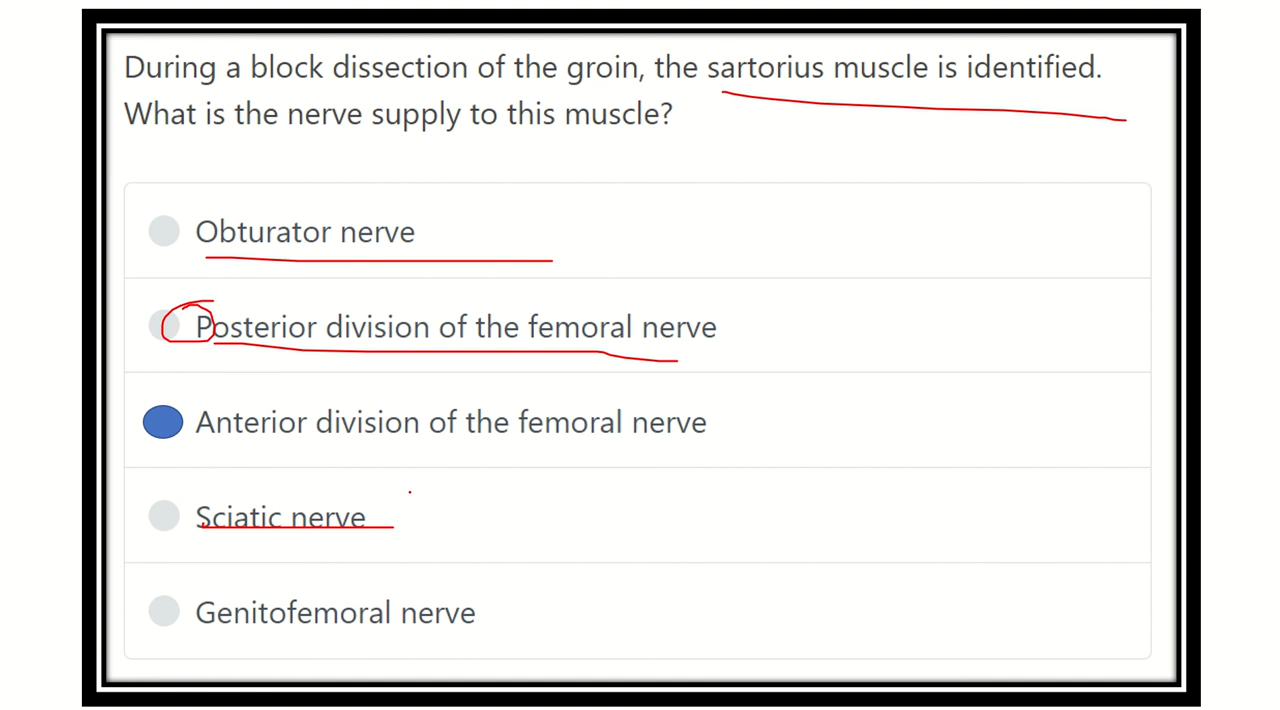 During a block dissection of the groin, the sartorius muscle is identified.
What is the nerve supply to this muscle?
Obturator nerve
Posterior division of the femoral nerve
Anterior division of the femoral nerve
Sciatic nerve
Genitofemoral nerve